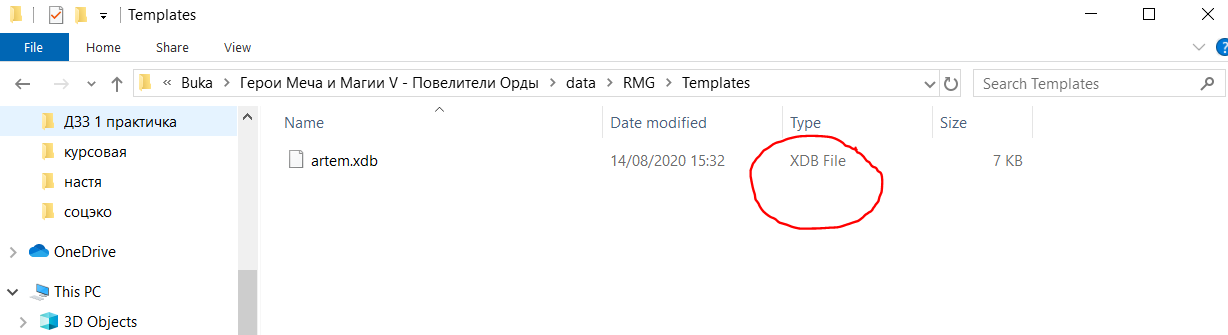 Templates
File Home Share View
« Buka > Герои Меча и Магии V - Повелители Орды > data > RMG > Templates
Search Templates
Name Date modified Type Size
artem.xdb 14/08/2020 15:32 XDB File 7 KB
ДЗЗ 1 практичка
курсовая
настя
соцэко
OneDrive
This PC
3D Objects